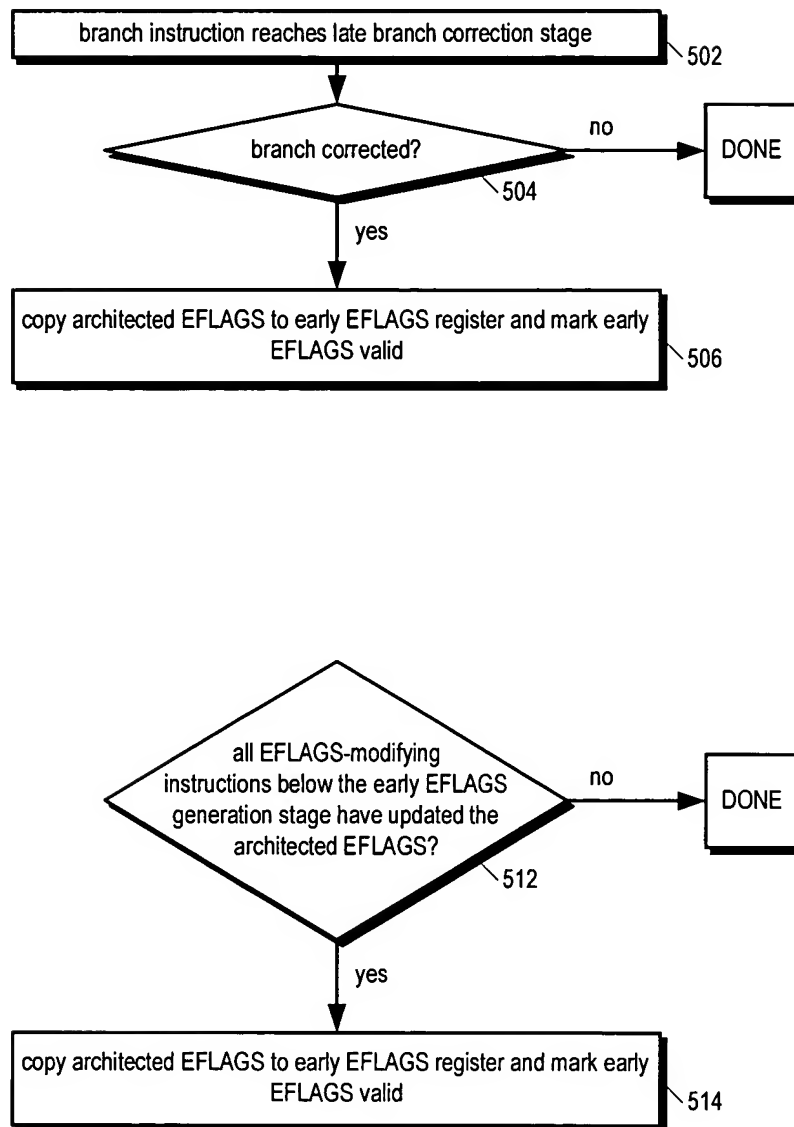 branch instruction reaches late branch correction stage
502
branch corrected?
no
DONE
504
yes
copy architected EFLAGS to early EFLAGS register and mark early
EFLAGS valid
506
all EFLAGS-modifying
instructions below the early EFLAGS
generation stage have updated the
architected EFLAGS?
no
DONE
512
yes
copy architected EFLAGS to early EFLAGS register and mark early
EFLAGS valid
514